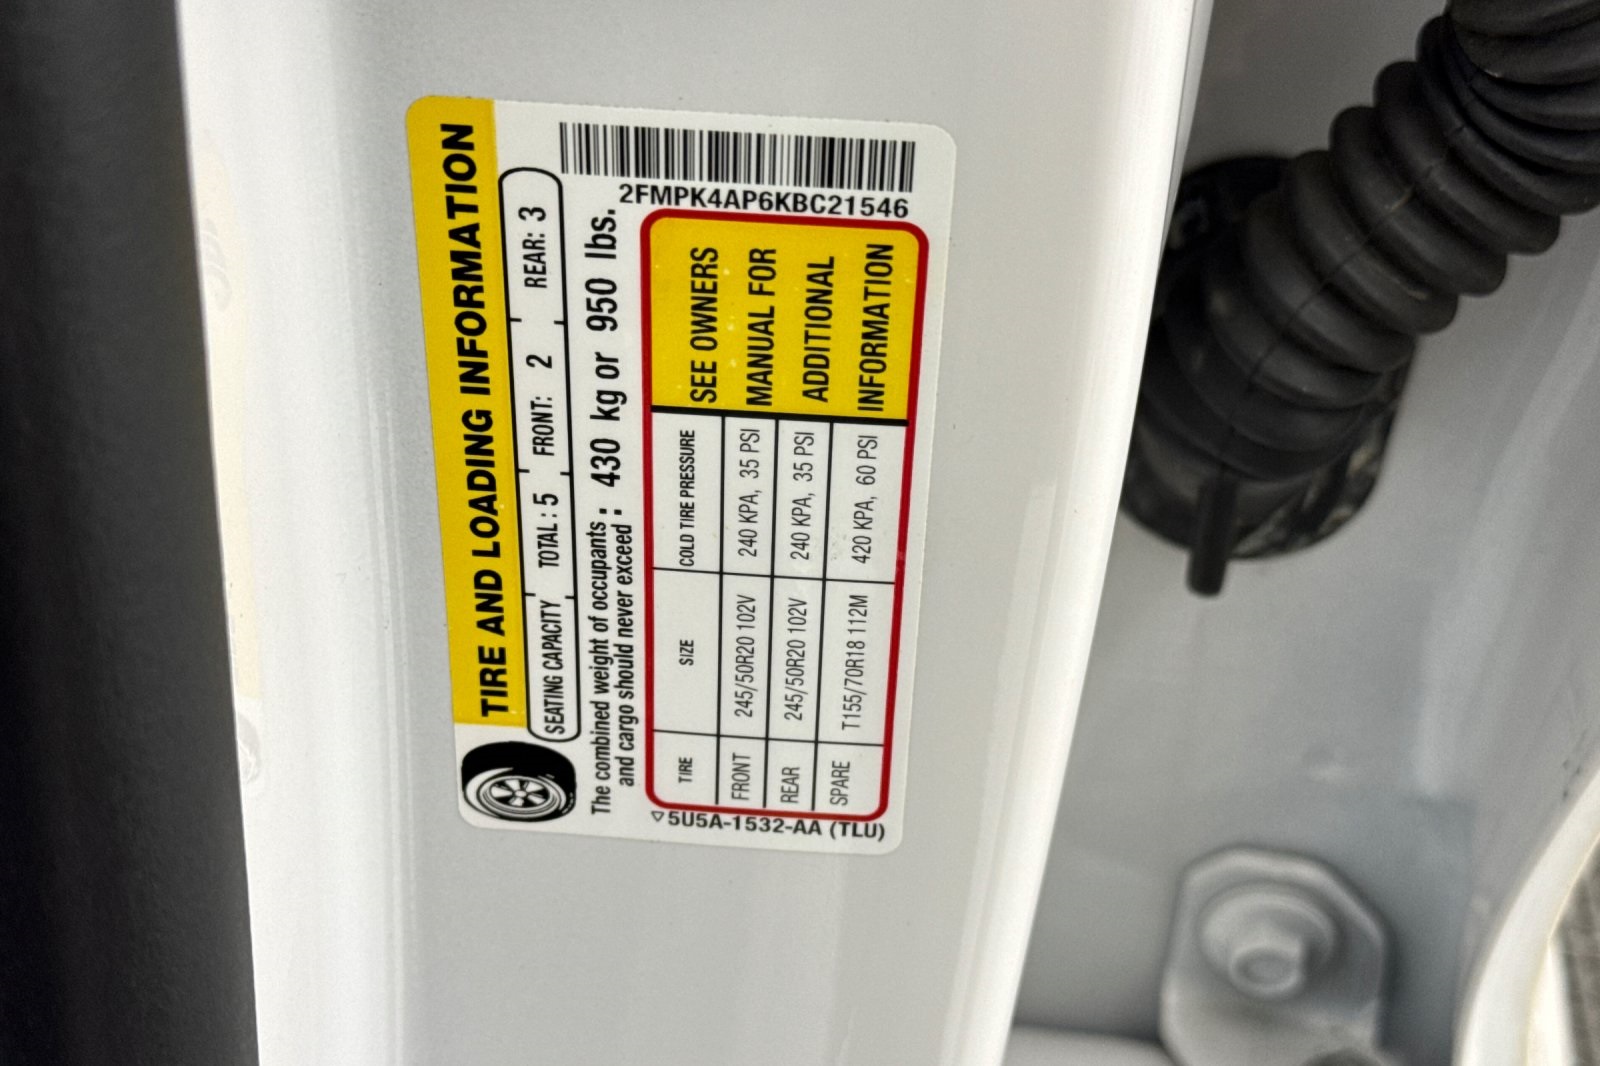 TIRE AND LOADING INFORMATION
SEATING CAPACITY TOTAL : 5 FRONT: 2 REAR: 3
The combined weight of occupants
and cargo should never exceed : 430 kg or 950 lbs.
2FMPK4AP6KBC21546
TIRE SIZE COLD TIRE PRESSURE
FRONT 245/50R20 102V 240 KPA, 35 PSI
REAR 245/50R20 102V 240 KPA, 35 PSI
SPARE T155/70R18 112M 420 KPA, 60 PSI
SEE OWNERS
MANUAL FOR
ADDITIONAL
INFORMATION
5U5A-1532-AA (TLU)